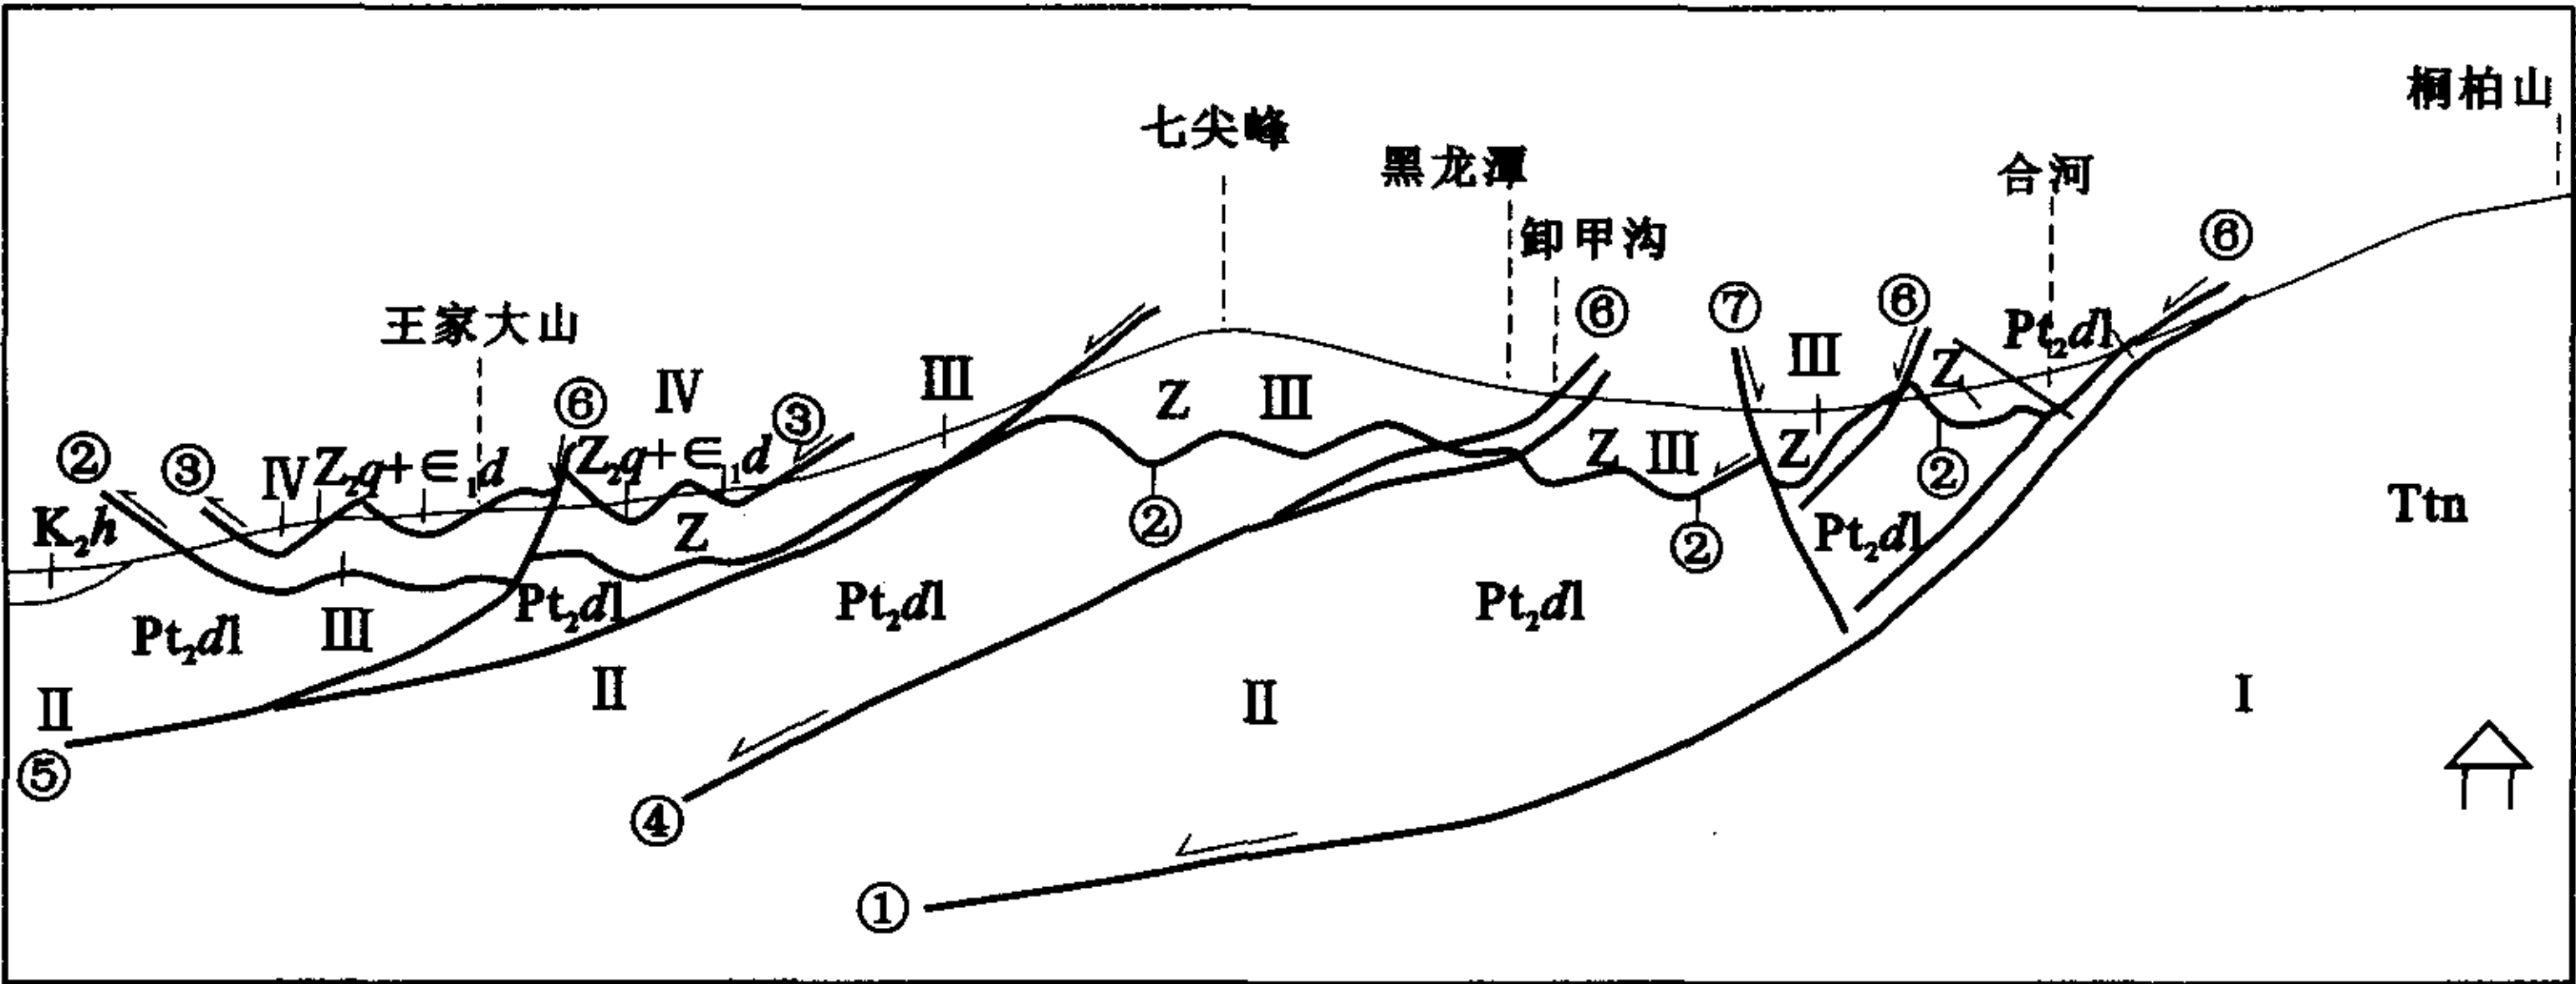 桐柏山
七尖峰
黑龙潭
合河
卸甲沟
⑥
王家大山
⑥
⑦
⑥
Pt₂dl
Ⅲ
Ⅲ
Z
Ⅳ
⑥
③
Z
Ⅲ
②
③
Ⅳ
Z₂q+∈₁d
Z₂q+∈₁d
Z
Ⅲ
Z
②
K₂h
Z
②
②
Pt₂dl
Ttn
Pt₂dl
Ⅲ
Pt₂dl
Pt₂dl
Pt₂dl
Ⅱ
Ⅱ
Ⅱ
Ⅰ
⑤
④
①